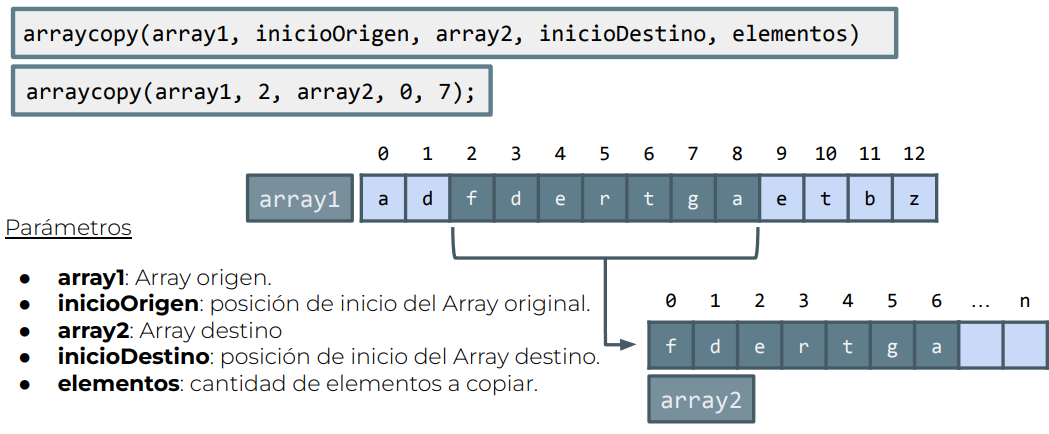 arraycopy(array1, inicioOrigen, array2, inicioDestino, elementos)
arraycopy(array1, 2, array2, 0, 7);
0 1 2 3 4 5 6 7 8 9 10 11 12
array1 a d f d e r t g a e t b z
Parámetros
● array1: Array origen.
● inicioOrigen: posición de inicio del Array original.
● array2: Array destino
● inicioDestino: posición de inicio del Array destino.
● elementos: cantidad de elementos a copiar.
0 1 2 3 4 5 6 ... n
f d e r t g a
array2